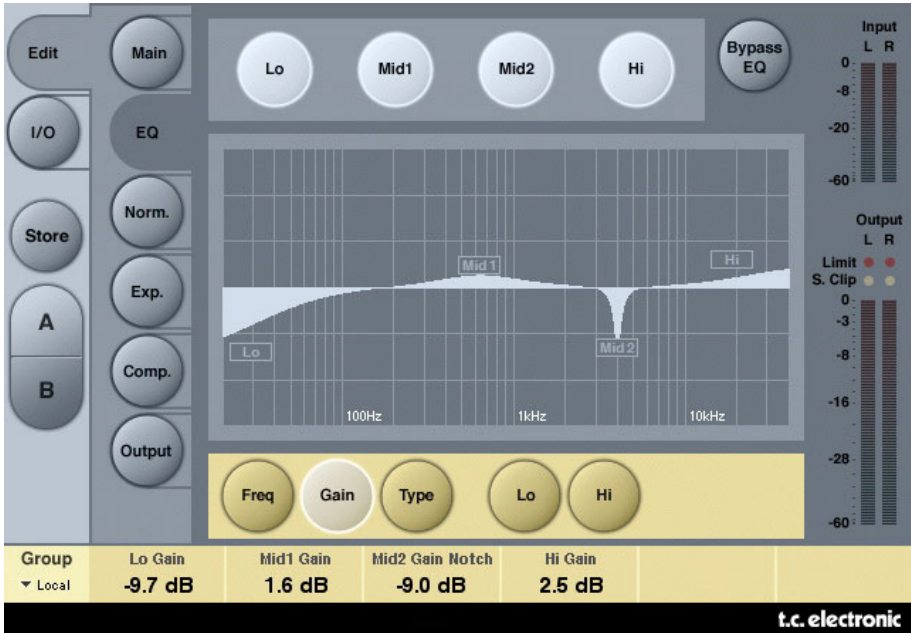 Edit
Main
Lo
Mid1
Mid2
Hi
Bypass
EQ
Input
L R
0
-8
-20
-60
I/O
EQ
Store
Norm.
Exp.
Comp.
Output
A
B
Mid 1
Hi
Lo
Mid 2
100Hz
1kHz
10kHz
Output
L R
Limit
S. Clip
0
-3
-8
-16
-28
-60
Freq
Gain
Type
Lo
Hi
Group
Lo Gain
Mid1 Gain
Mid2 Gain Notch
Hi Gain
Local
-9.7 dB
1.6 dB
-9.0 dB
2.5 dB
t.c. electronic